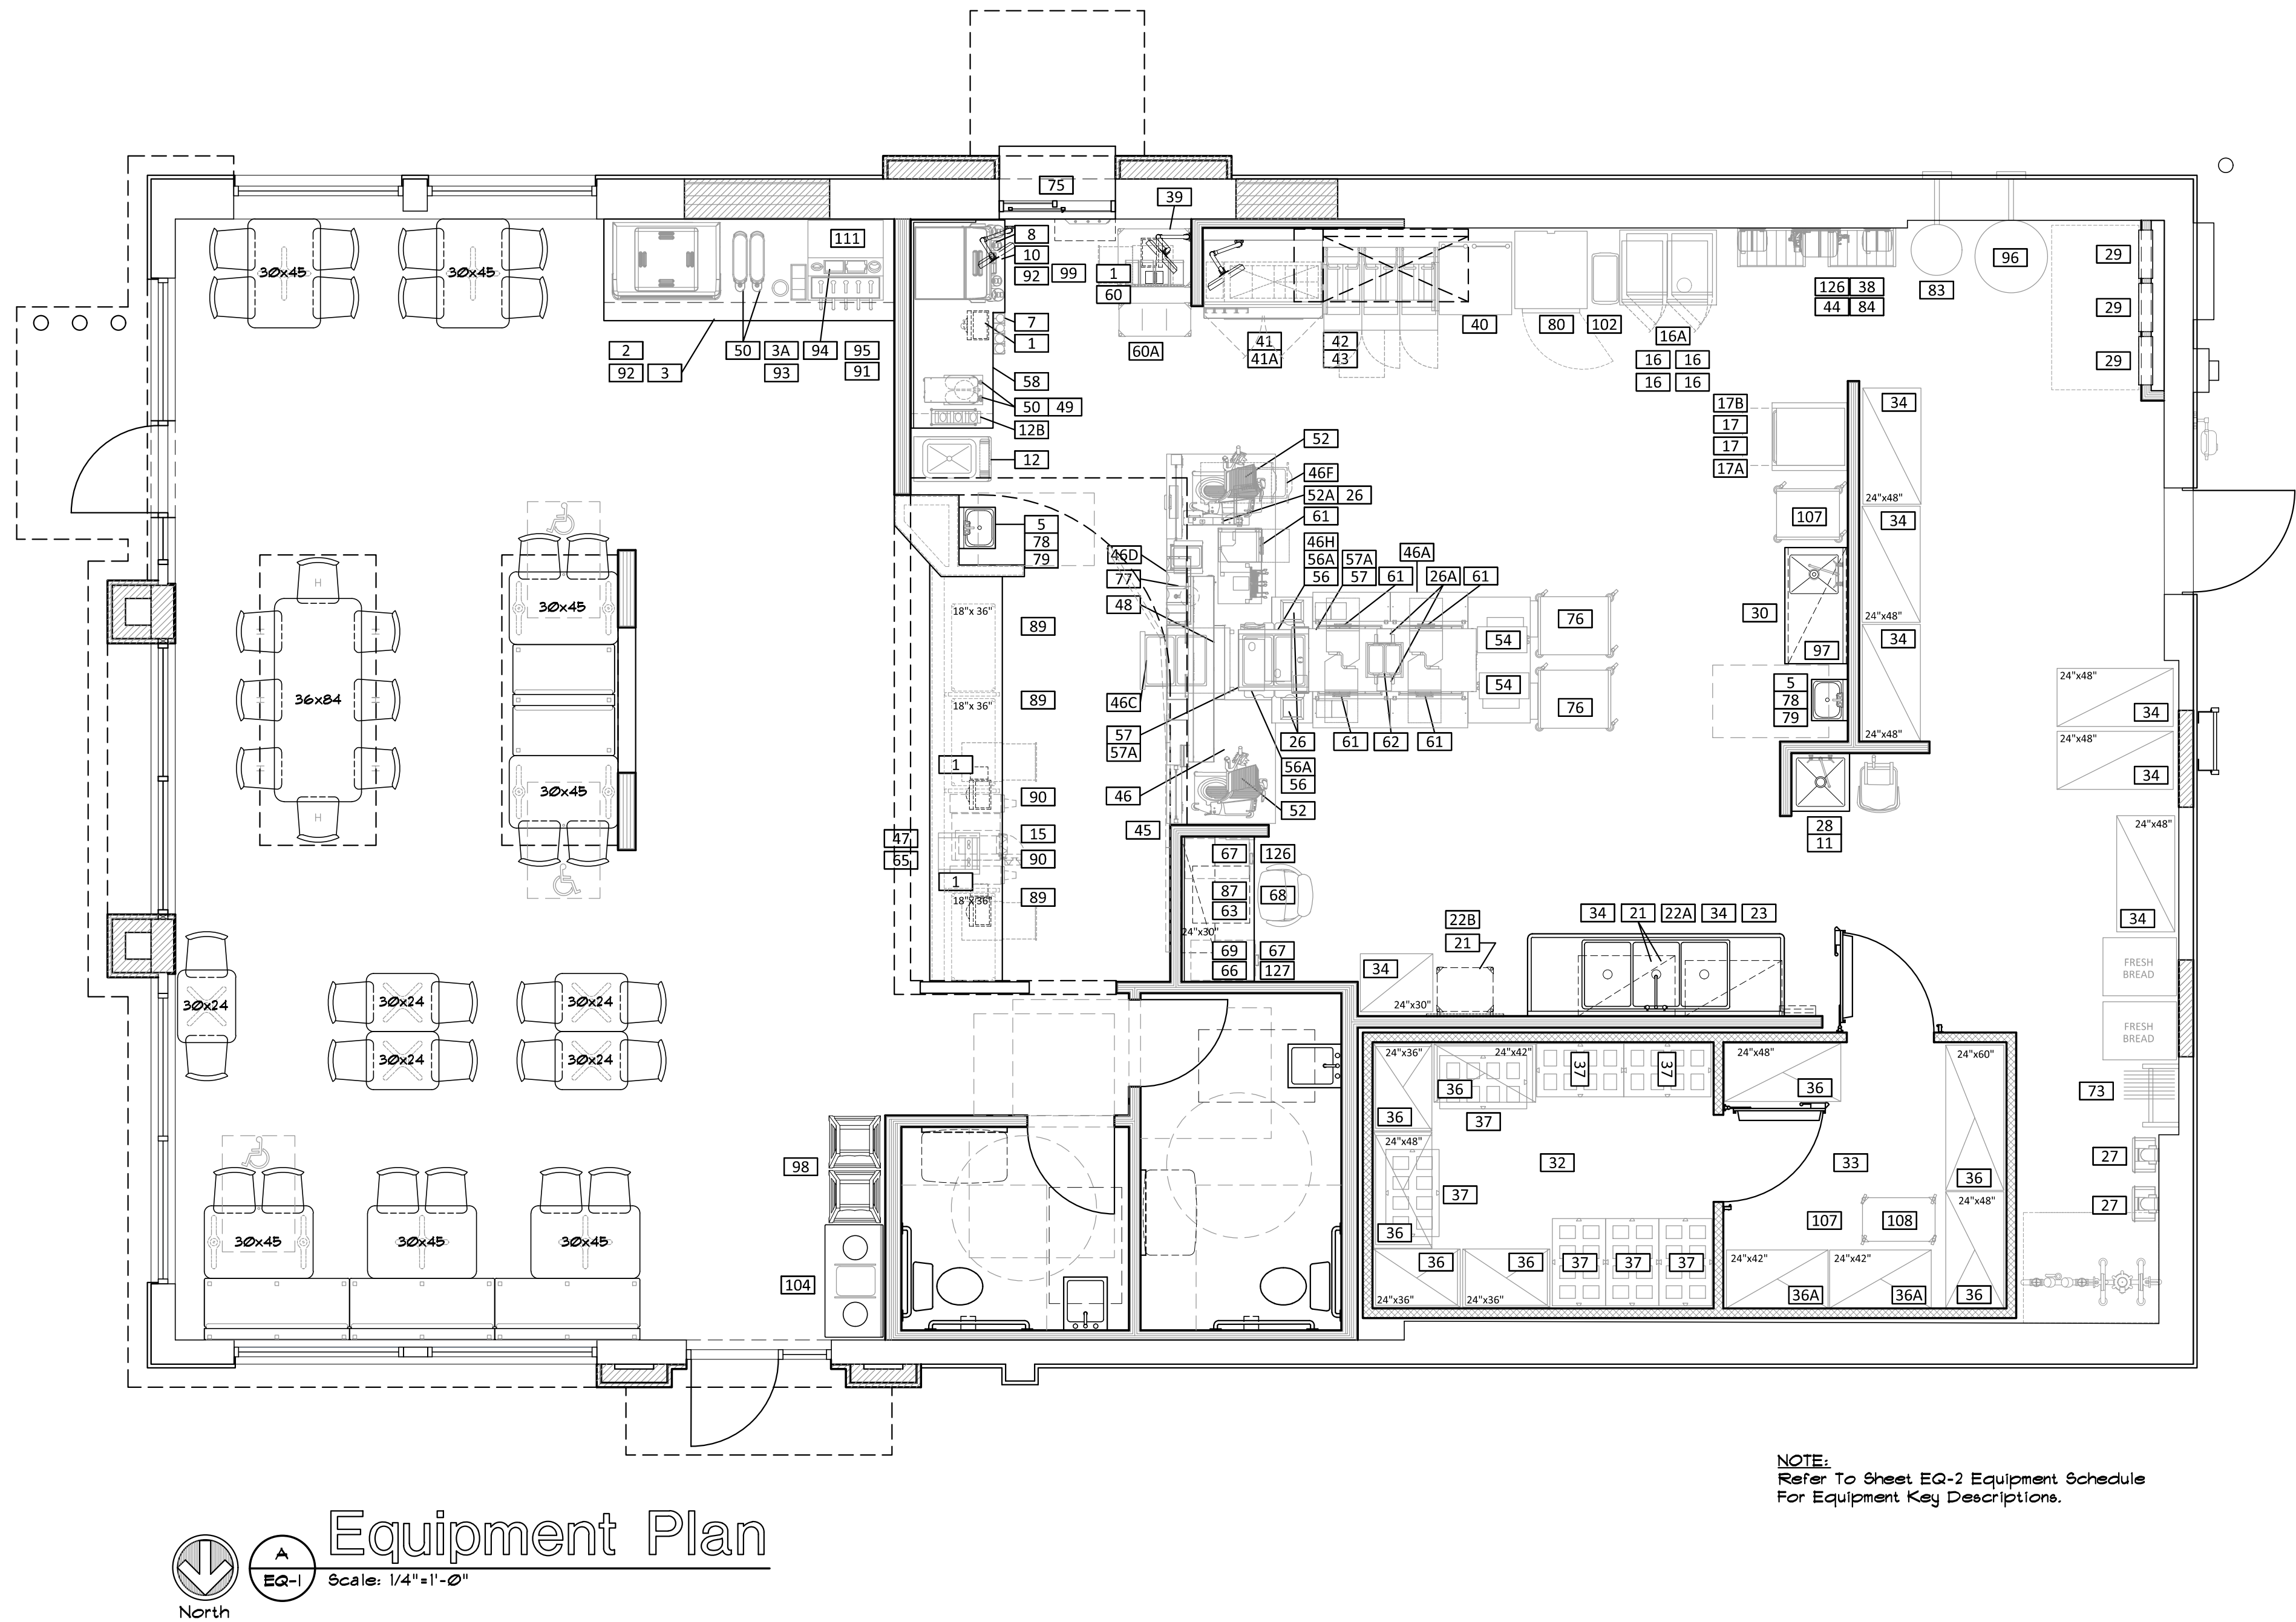 75
39
111
8
10
92
99
1
60
30x45
30x45
96
29
126
38
44
84
83
29
7
1
2
92
3
50
3A
93
94
95
91
60A
41
41A
42
43
40
80
102
16A
16
16
16
16
29
58
50
49
12B
12
17B
17
17
17A
34
24"x48"
52
46F
52A
26
61
107
34
5
78
79
46D
77
48
46H
56A
56
57A
57
61
46A
26A
61
30x45
18"x 36"
89
76
54
30
97
24"x48"
34
36x84
18"x 36"
89
46C
54
76
5
78
79
24"x48"
24"x48"
34
24"x48"
34
57
57A
26
61
62
61
1
56A
56
30x45
90
46
52
45
47
65
15
90
1
18"x 36"
89
67
126
87
68
63
24"x30"
69
67
66
127
28
11
24"x48"
34
22B
21
34
21
22A
34
23
34
24"x30"
FRESH
BREAD
FRESH
BREAD
30x24
30x24
30x24
30x24
30x24
24"x36"
36
24"x42"
36
37
37
37
24"x48"
36
24"x60"
36
73
98
24"x48"
37
36
32
33
27
27
107
108
24"x48"
36
30x45
30x45
30x45
104
36
24"x36"
36
24"x36"
37
37
37
24"x42"
36A
24"x42"
36A
NOTE:
Refer To Sheet EQ-2 Equipment Schedule
For Equipment Key Descriptions.
Equipment Plan
A
EQ-1
Scale: 1/4"=1'-0"
North